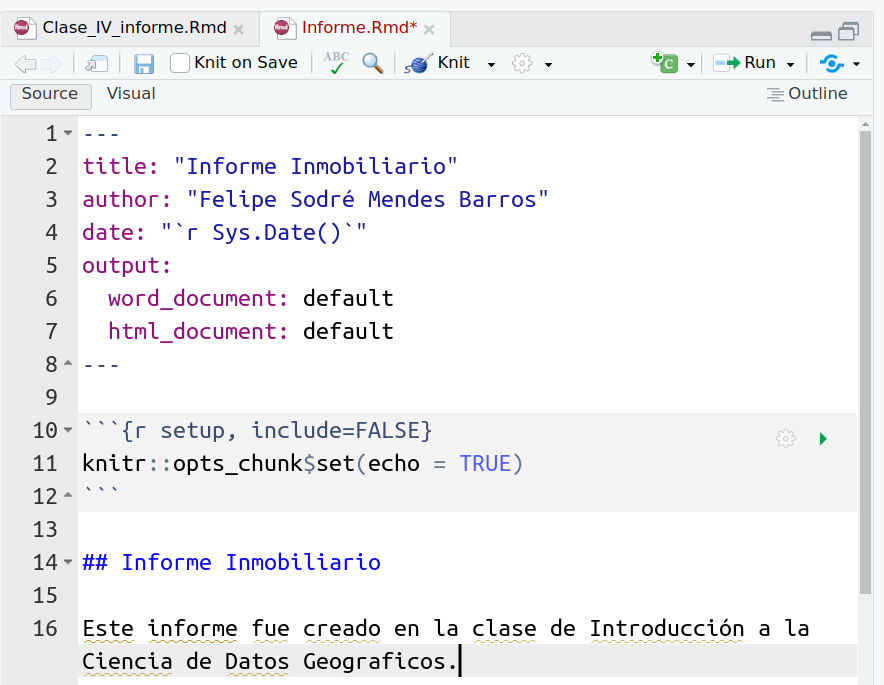 Clase_IV_informe.Rmd Informe.Rmd*
Knit on Save ABC Knit Run
Source Visual Outline
1 ---
2 title: "Informe Inmobiliario"
3 author: "Felipe Sodré Mendes Barros"
4 date: "`r Sys.Date()`"
5 output:
6   word_document: default
7   html_document: default
8 ---
9
10 ```{r setup, include=FALSE}
11 knitr::opts_chunk$set(echo = TRUE)
12 ```
13
14 ## Informe Inmobiliario
15
16 Este informe fue creado en la clase de Introducción a la
Ciencia de Datos Geograficos.